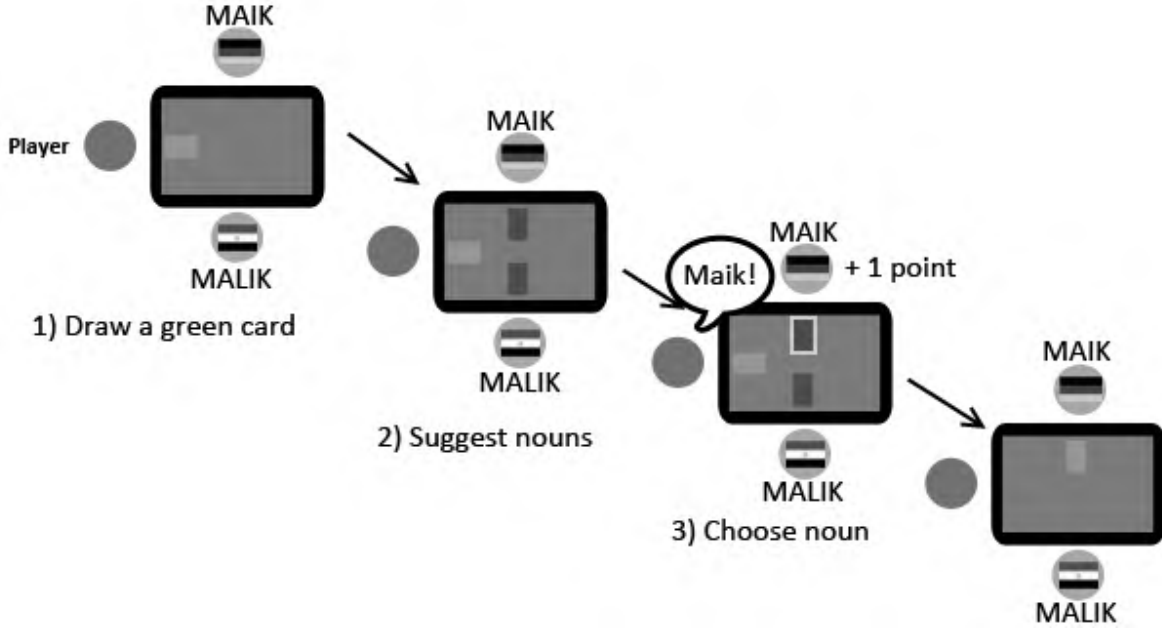 MAIK
Player
MALIK
1) Draw a green card
MAIK
MALIK
2) Suggest nouns
MAIK
Maik!
+ 1 point
MALIK
3) Choose noun
MAIK
MALIK